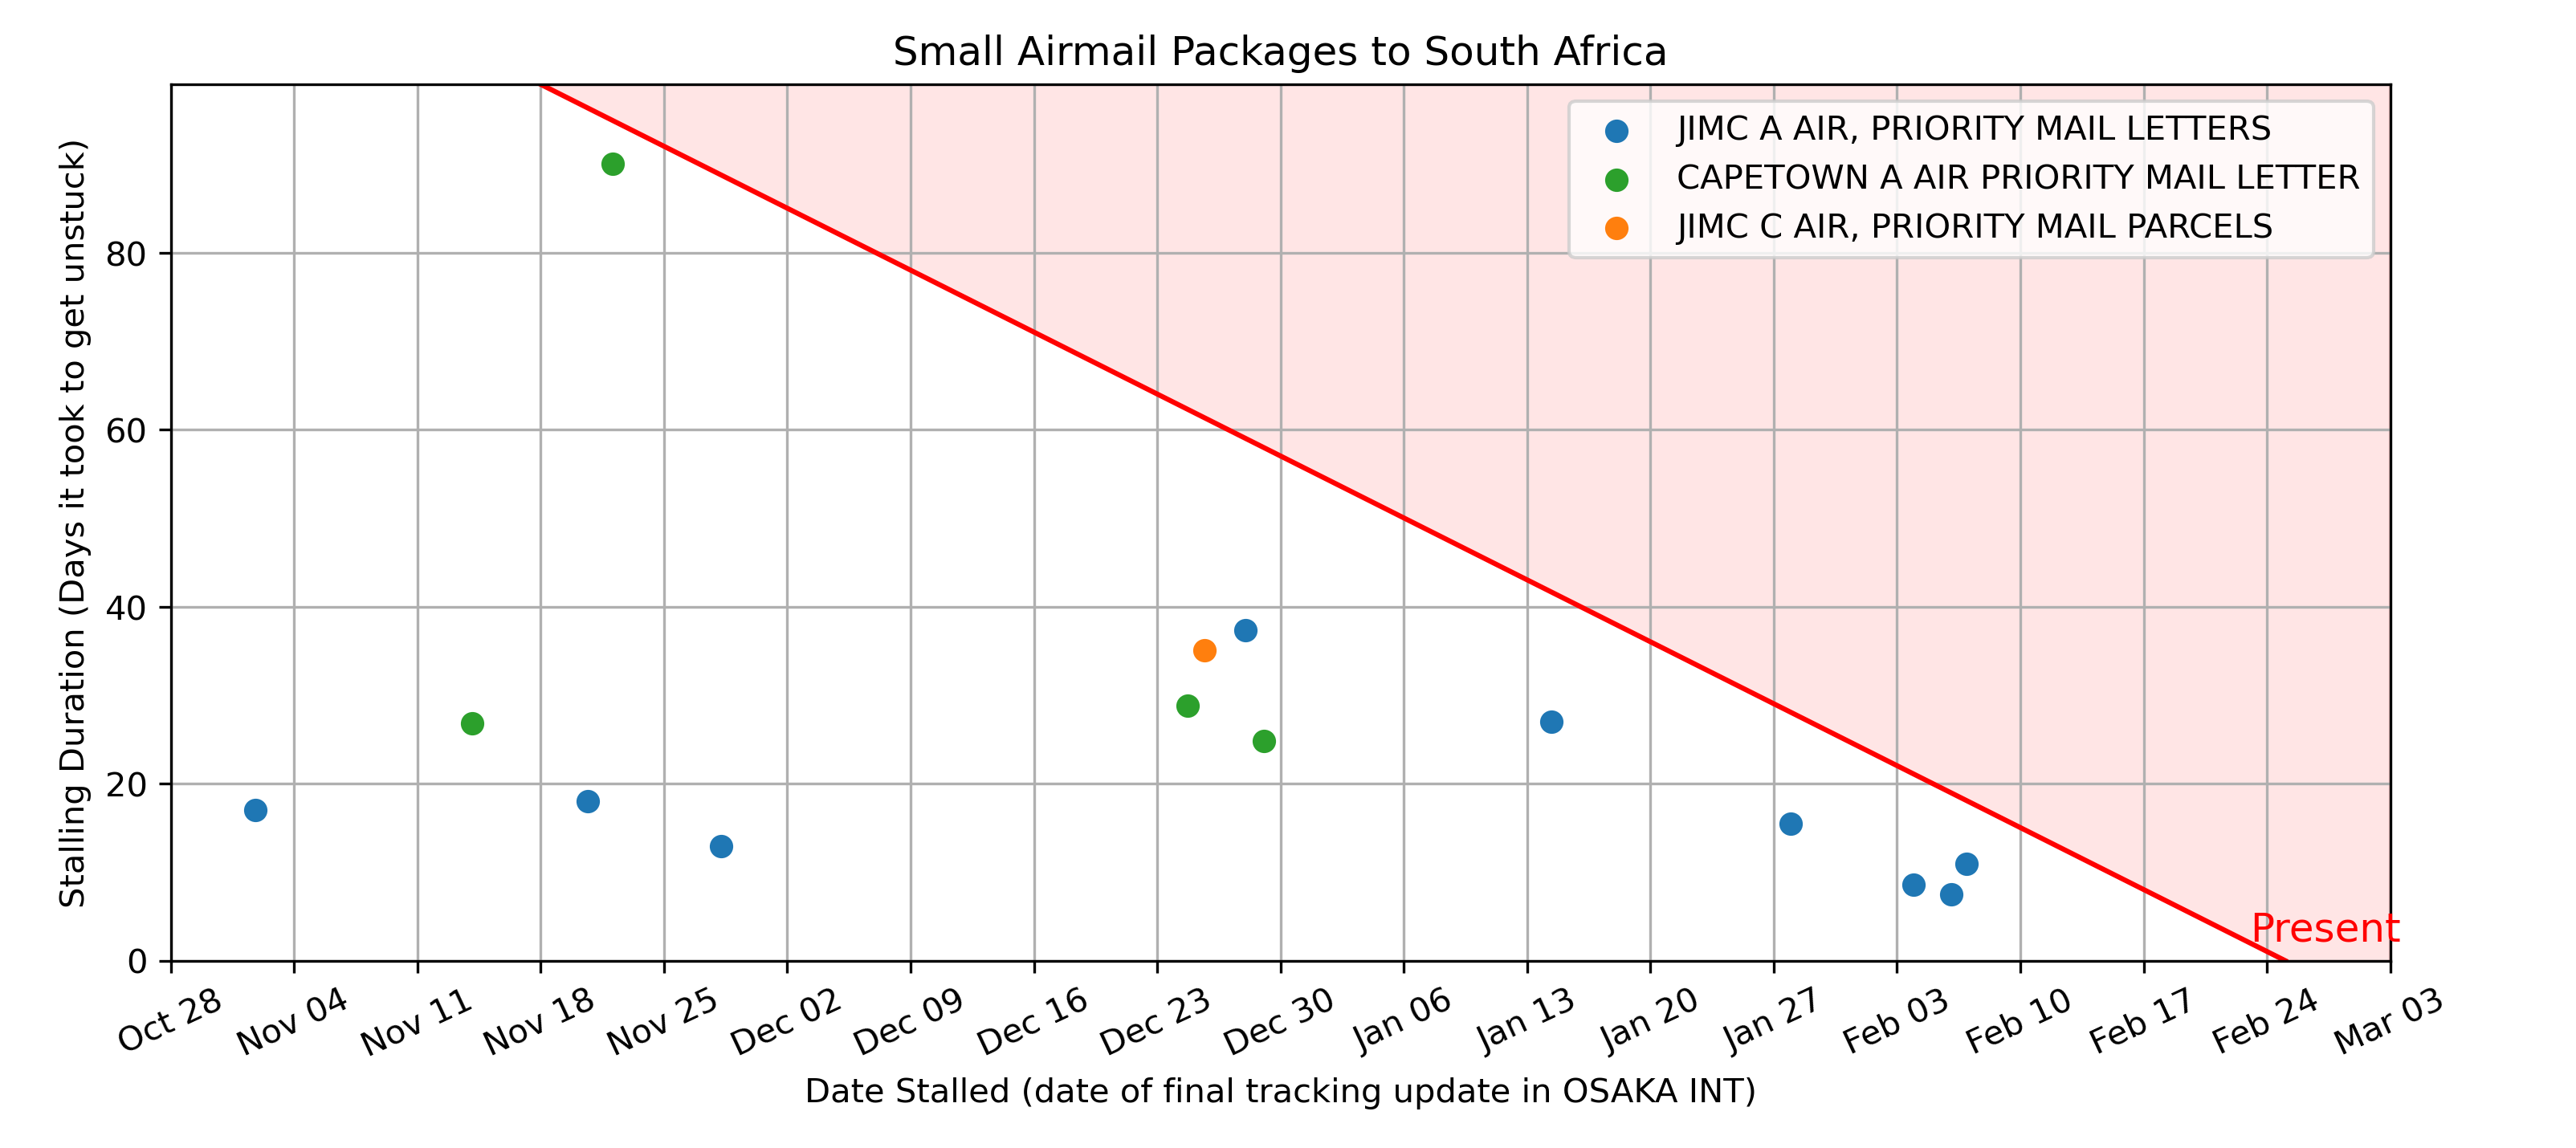 Small Airmail Packages to South Africa
JIMC A AIR, PRIORITY MAIL LETTERS
CAPETOWN A AIR PRIORITY MAIL LETTER
JIMC C AIR, PRIORITY MAIL PARCELS
Stalling Duration (Days it took to get unstuck)
80
60
40
20
0
Present
Oct 28
Nov 04
Nov 11
Nov 18
Nov 25
Dec 02
Dec 09
Dec 16
Dec 23
Dec 30
Jan 06
Jan 13
Jan 20
Jan 27
Feb 03
Feb 10
Feb 17
Feb 24
Mar 03
Date Stalled (date of final tracking update in OSAKA INT)